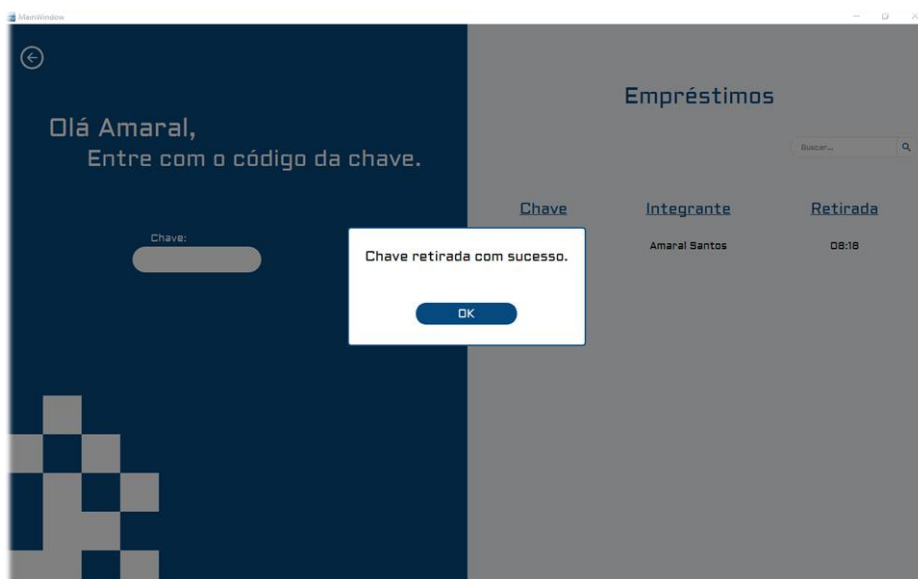 MainWindow
Olá Amaral,
Entre com o código da chave.
Chave:
Empréstimos
Buscar...
Chave Integrante Retirada
Amaral Santos 08:18
Chave retirada com sucesso.
OK